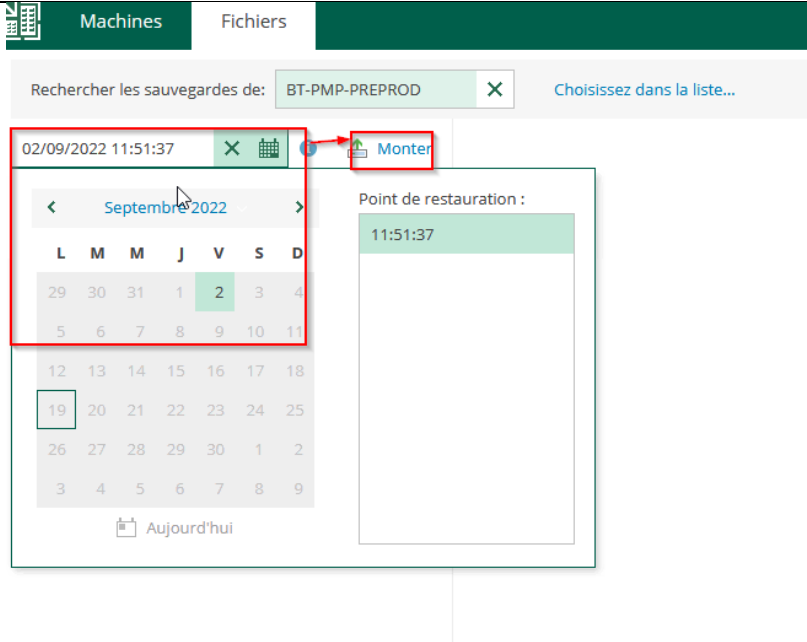 Machines Fichiers
Rechercher les sauvegardes de: BT-PMP-PREPROD Choisissez dans la liste...
02/09/2022 11:51:37 Monter
Septembre 2022
L M M J V S D
29 30 31 1 2 3 4
5 6 7 8 9 10 11
12 13 14 15 16 17 18
19 20 21 22 23 24 25
26 27 28 29 30 1 2
3 4 5 6 7 8 9
Aujourd'hui
Point de restauration :
11:51:37